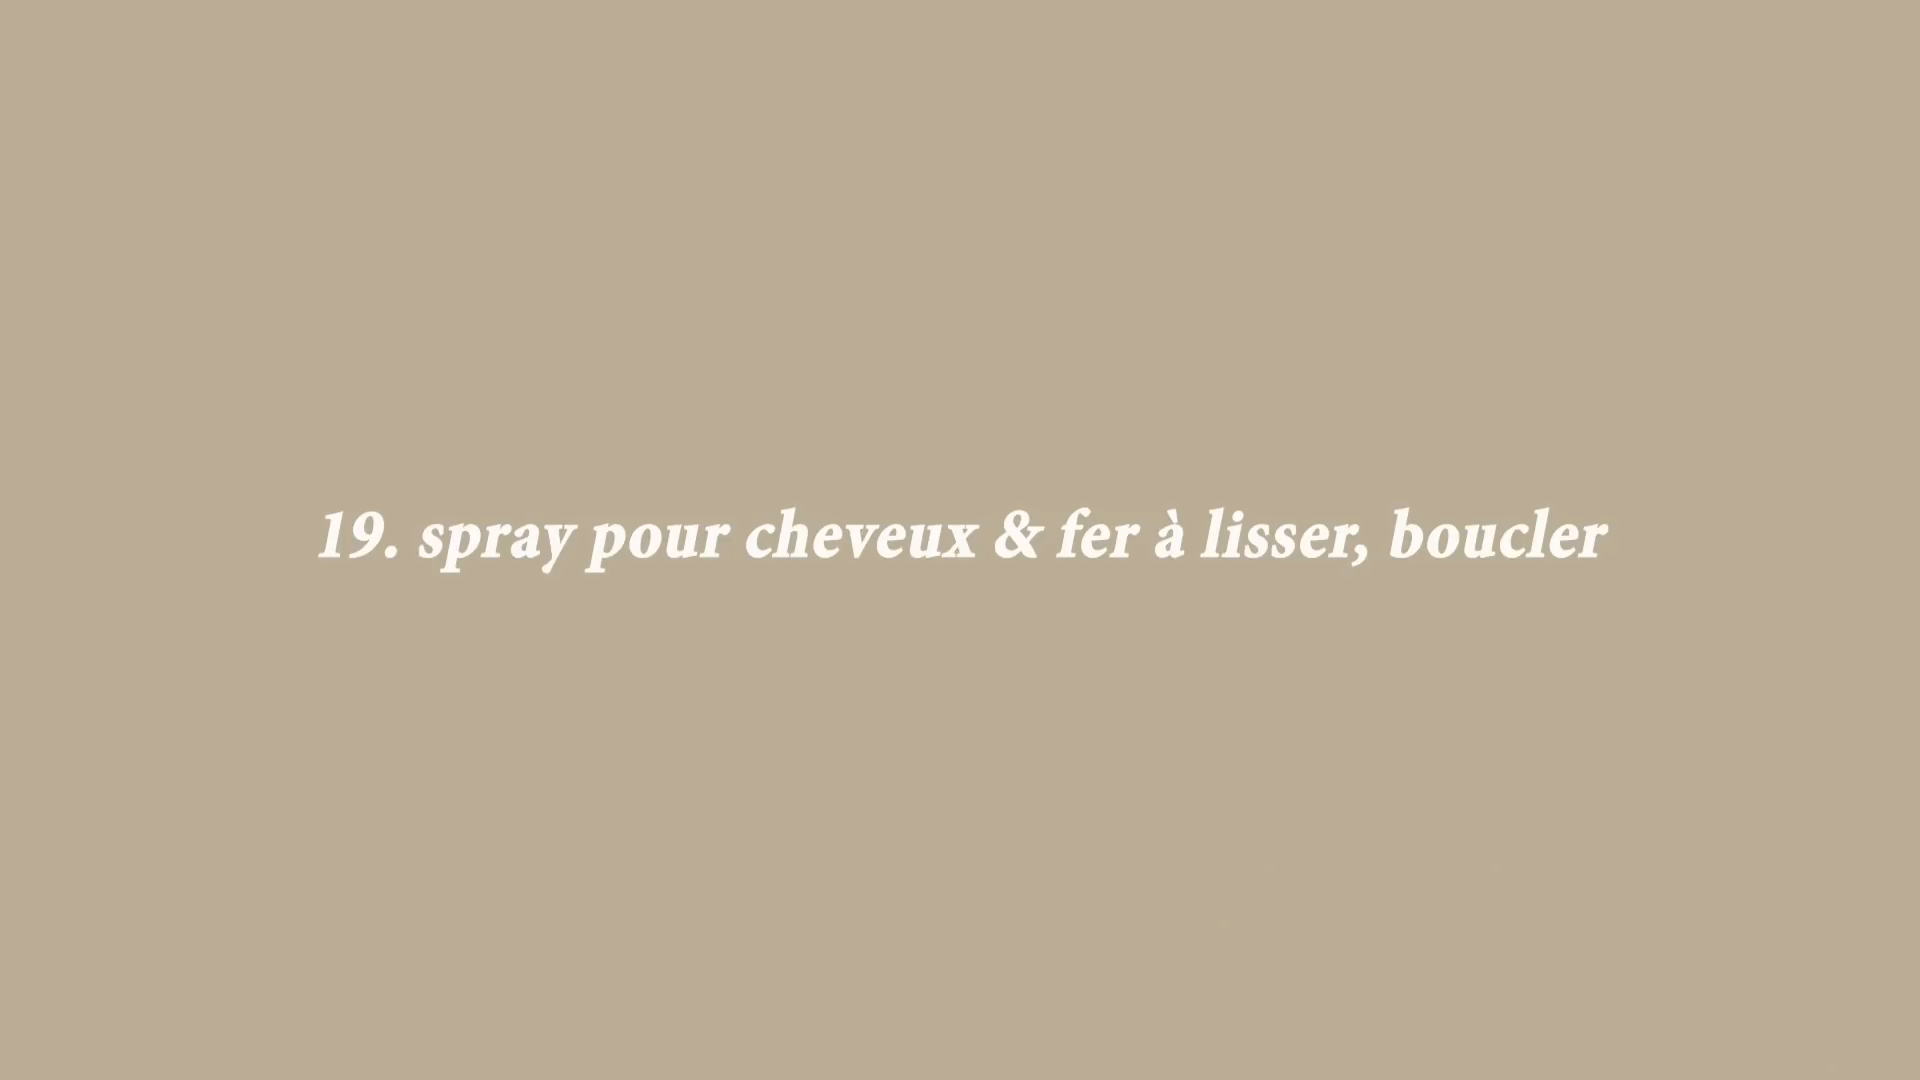 19. spray pour cheveux & fer à lisser, boucler